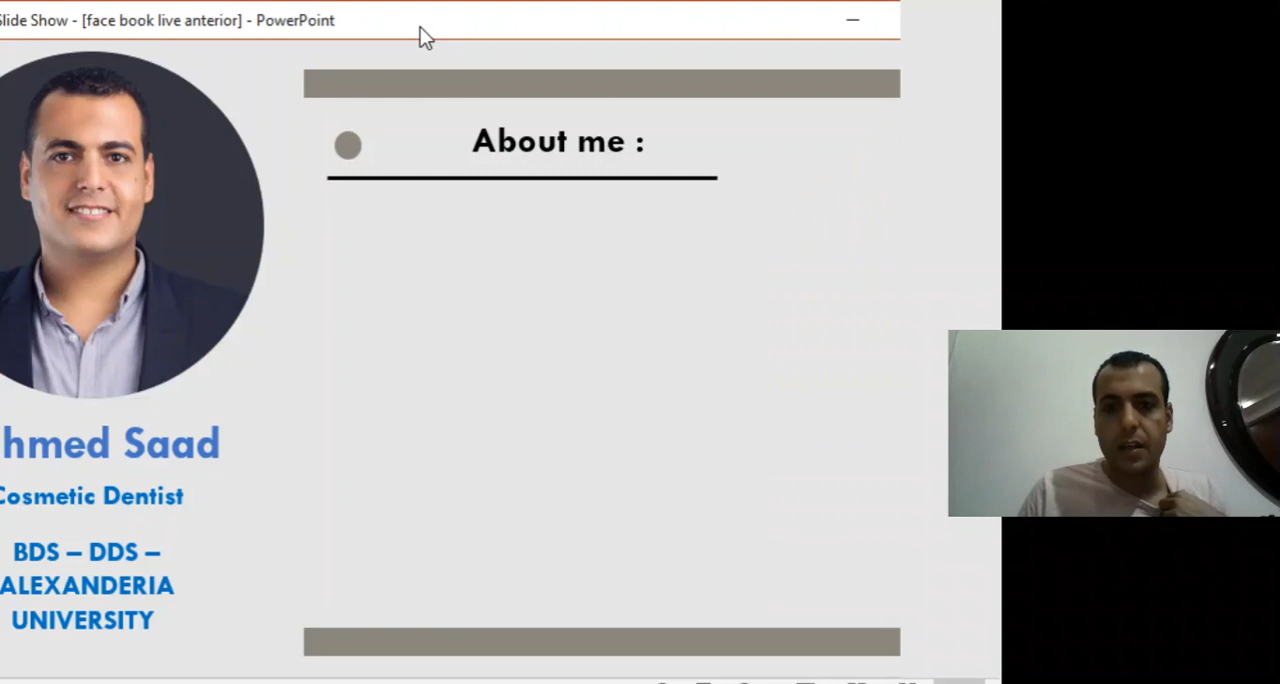 Slide Show - [face book live anterior] - PowerPoint
About me :
hmed Saad
Cosmetic Dentist
BDS – DDS –
ALEXANDERIA
UNIVERSITY